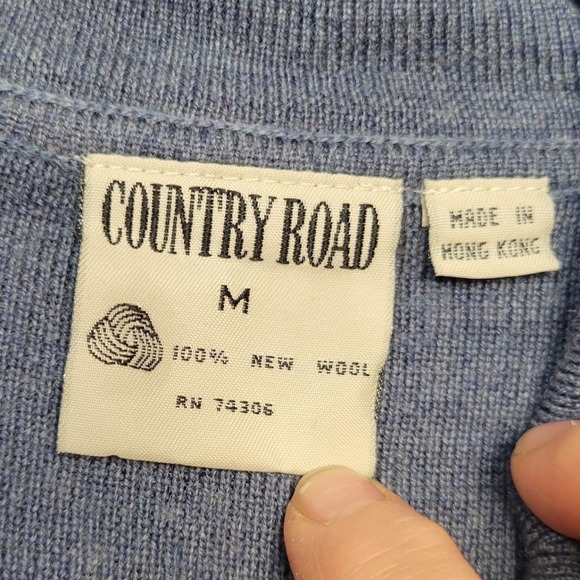 COUNTRY ROAD
M
100% NEW WOOL
RN 74306
MADE IN
HONG KONG